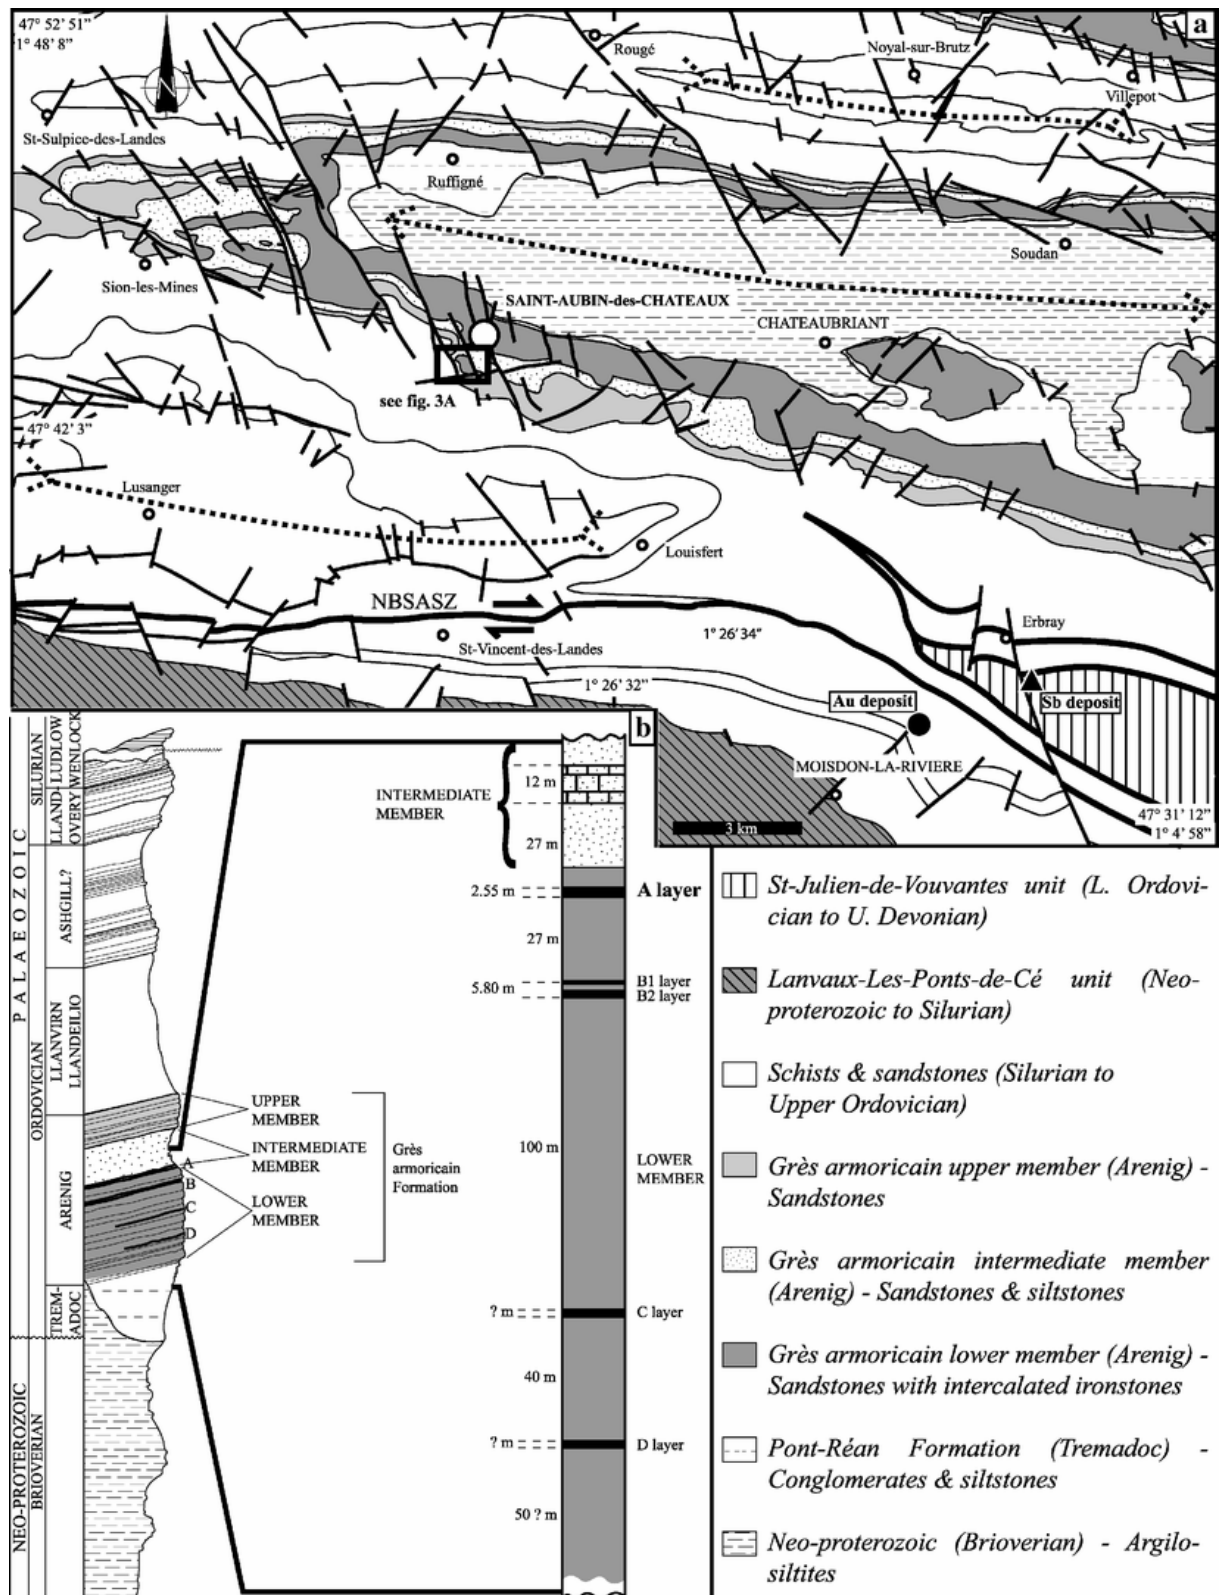 47° 52' 51"
1° 48' 8"
a
N
Rougé
Noyal-sur-Brutz
Villepot
St-Sulpice-des-Landes
Ruffigné
Soudan
Sion-les-Mines
SAINT-AUBIN-des-CHATEAUX
CHATEAUBRIANT
see fig. 3A
47° 42' 3"
Lusanger
Louisfert
NBSASZ
1° 26' 34"
Erbray
St-Vincent-des-Landes
1° 26' 32"
Au deposit
Sb deposit
MOISDON-LA-RIVIERE
3 km
47° 31' 12"
1° 4' 58"
b
PALAEOZOIC
SILURIAN
LLAND-LUDLOW
OVERY WENLOCK
ORDOVICIAN
ASHGILL?
LLANVIRN
LLANDEILIO
ARENIG
TREM-
ADOC
NEO-PROTEROZOIC
BRIOVERIAN
A
B
C
D
UPPER
MEMBER
INTERMEDIATE
MEMBER
LOWER
MEMBER
Grès
armoricain
Formation
INTERMEDIATE
MEMBER
12 m
27 m
2.55 m
A layer
27 m
B1 layer
5.80 m
B2 layer
100 m
LOWER
MEMBER
? m
C layer
40 m
? m
D layer
50 ? m
St-Julien-de-Vouvantes unit (L. Ordovi-
cian to U. Devonian)
Lanvaux-Les-Ponts-de-Cé unit (Neo-
proterozoic to Silurian)
Schists & sandstones (Silurian to
Upper Ordovician)
Grès armoricain upper member (Arenig) -
Sandstones
Grès armoricain intermediate member
(Arenig) - Sandstones & siltstones
Grès armoricain lower member (Arenig) -
Sandstones with intercalated ironstones
Pont-Réan Formation (Tremadoc) -
Conglomerates & siltstones
Neo-proterozoic (Brioverian) - Argilo-
siltites